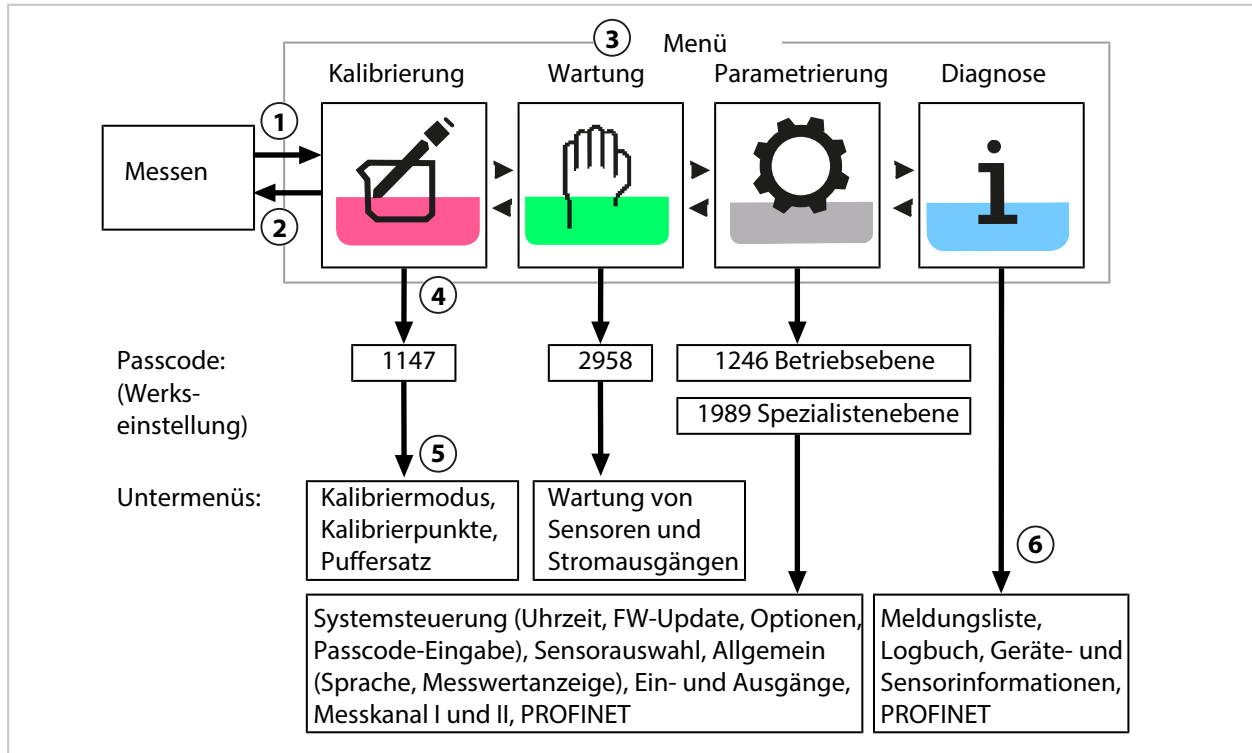 3 Menü
Kalibrierung Wartung Parametrierung Diagnose
1
Messen
2
4
Passcode: 1147 2958 1246 Betriebsebene
(Werks-
einstellung) 1989 Spezialistenebene
5
Untermenüs:
Kalibriermodus,
Kalibrierpunkte,
Puffersatz
Wartung von
Sensoren und
Stromausgängen
6
Systemsteuerung (Uhrzeit, FW-Update, Optionen,
Passcode-Eingabe), Sensorauswahl, Allgemein
(Sprache, Messwertanzeige), Ein- und Ausgänge,
Messkanal I und II, PROFINET
Meldungsliste,
Logbuch, Geräte- und
Sensorinformationen,
PROFINET